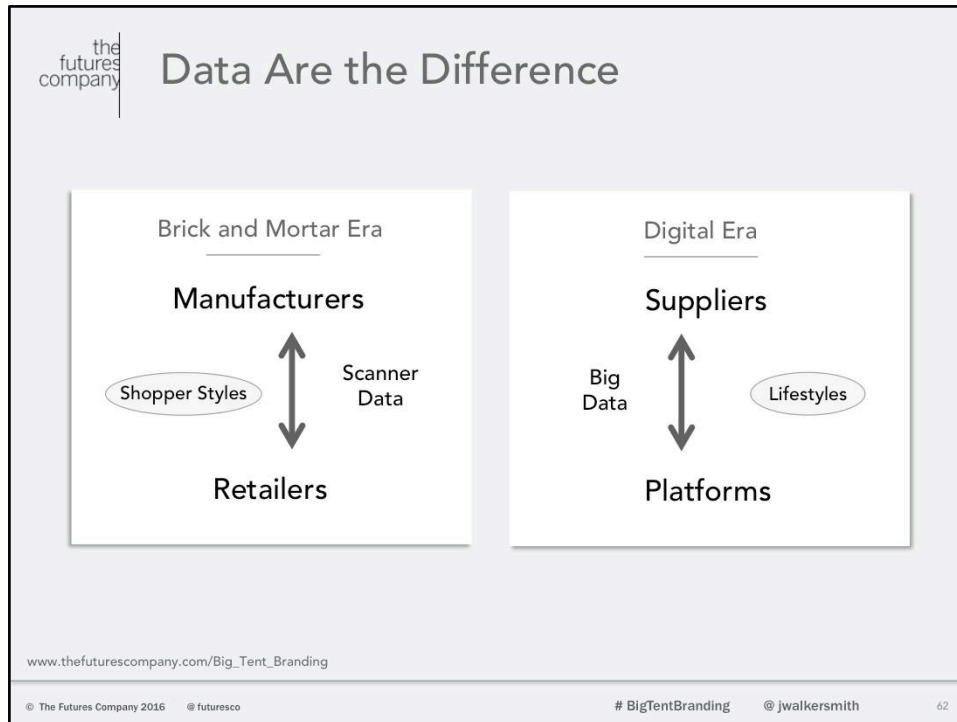 the
futures
company
Data Are the Difference
Brick and Mortar Era
Manufacturers
Shopper Styles
Scanner
Data
Retailers
Digital Era
Suppliers
Big
Data
Lifestyles
Platforms
www.thefuturescompany.com/Big_Tent_Branding
© The Futures Company 2016 @ futuresco # BigTentBranding @ jwalkersmith 62